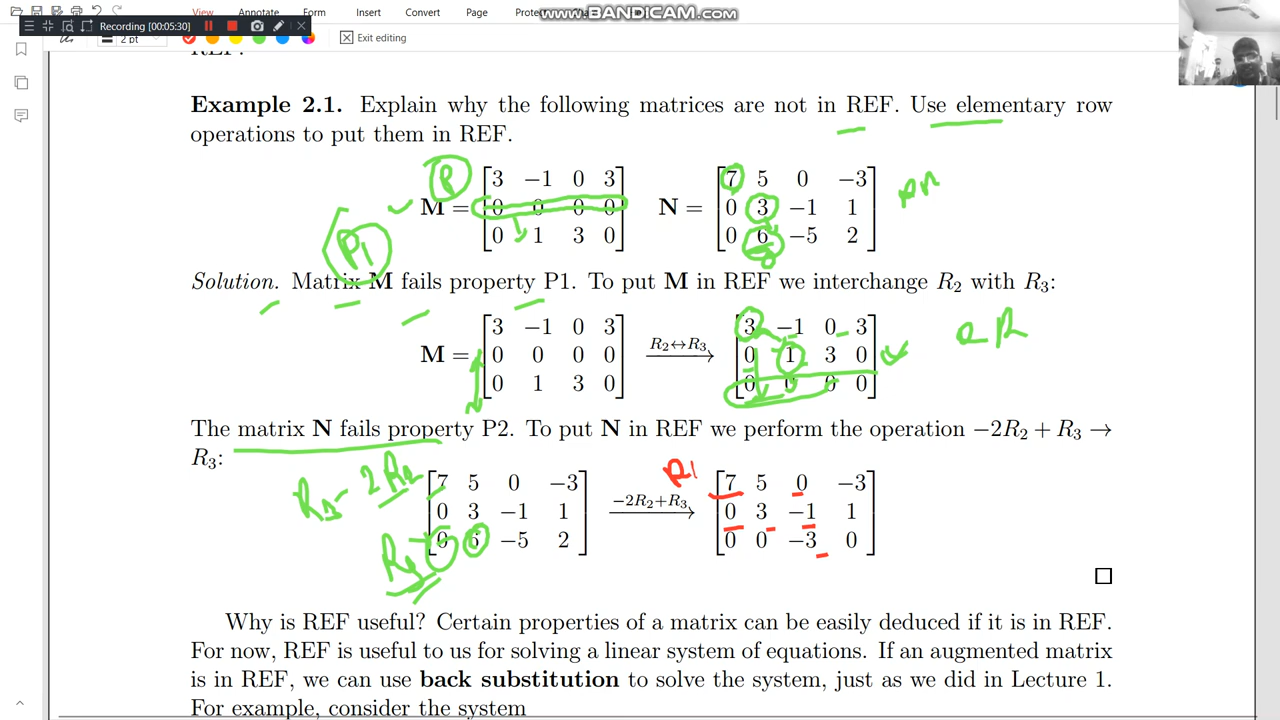 View Annotate Form Insert Convert Page
www.BANDICAM.com
Recording [00:05:30]
2 pt Exit editing
REF.
Example 2.1. Explain why the following matrices are not in REF. Use elementary row
operations to put them in REF.
M = [3 −1 0 3
0 0 0 0
0 1 3 0]
N = [7 5 0 −3
0 3 −1 1
0 6 −5 2]
P1
Solution. Matrix M fails property P1. To put M in REF we interchange R2 with R3:
M = [3 −1 0 3
0 0 0 0
0 1 3 0]
R2↔R3
[3 −1 0 3
0 1 3 0
0 0 0 0]
The matrix N fails property P2. To put N in REF we perform the operation −2R2 + R3 →
R3:
R3 - 2R2
[7 5 0 −3
0 3 −1 1
0 6 −5 2]
−2R2+R3
[7 5 0 −3
0 3 −1 1
0 0 −3 0]
Why is REF useful? Certain properties of a matrix can be easily deduced if it is in REF.
For now, REF is useful to us for solving a linear system of equations. If an augmented matrix
is in REF, we can use back substitution to solve the system, just as we did in Lecture 1.
For example, consider the system